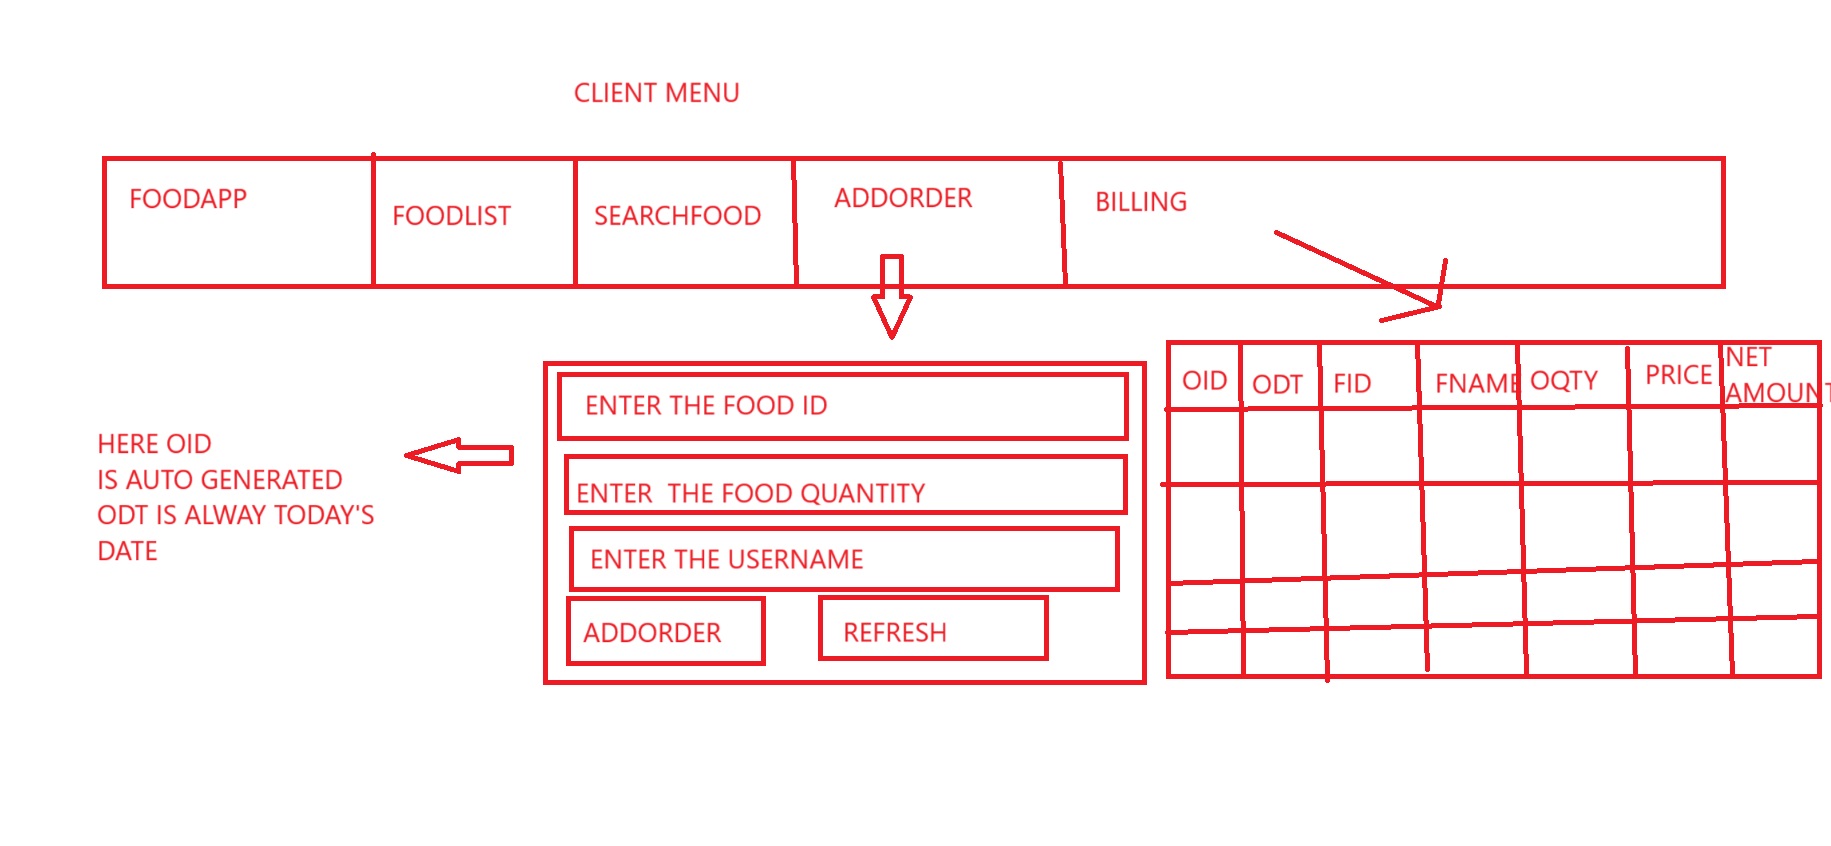 CLIENT MENU
FOODAPP
FOODLIST
SEARCHFOOD
ADDORDER
BILLING
ENTER THE FOOD ID
ENTER THE FOOD QUANTITY
ENTER THE USERNAME
ADDORDER
REFRESH
HERE OID
IS AUTO GENERATED
ODT IS ALWAY TODAY'S
DATE
OID
ODT
FID
FNAME
OQTY
PRICE
NET
AMOUNT